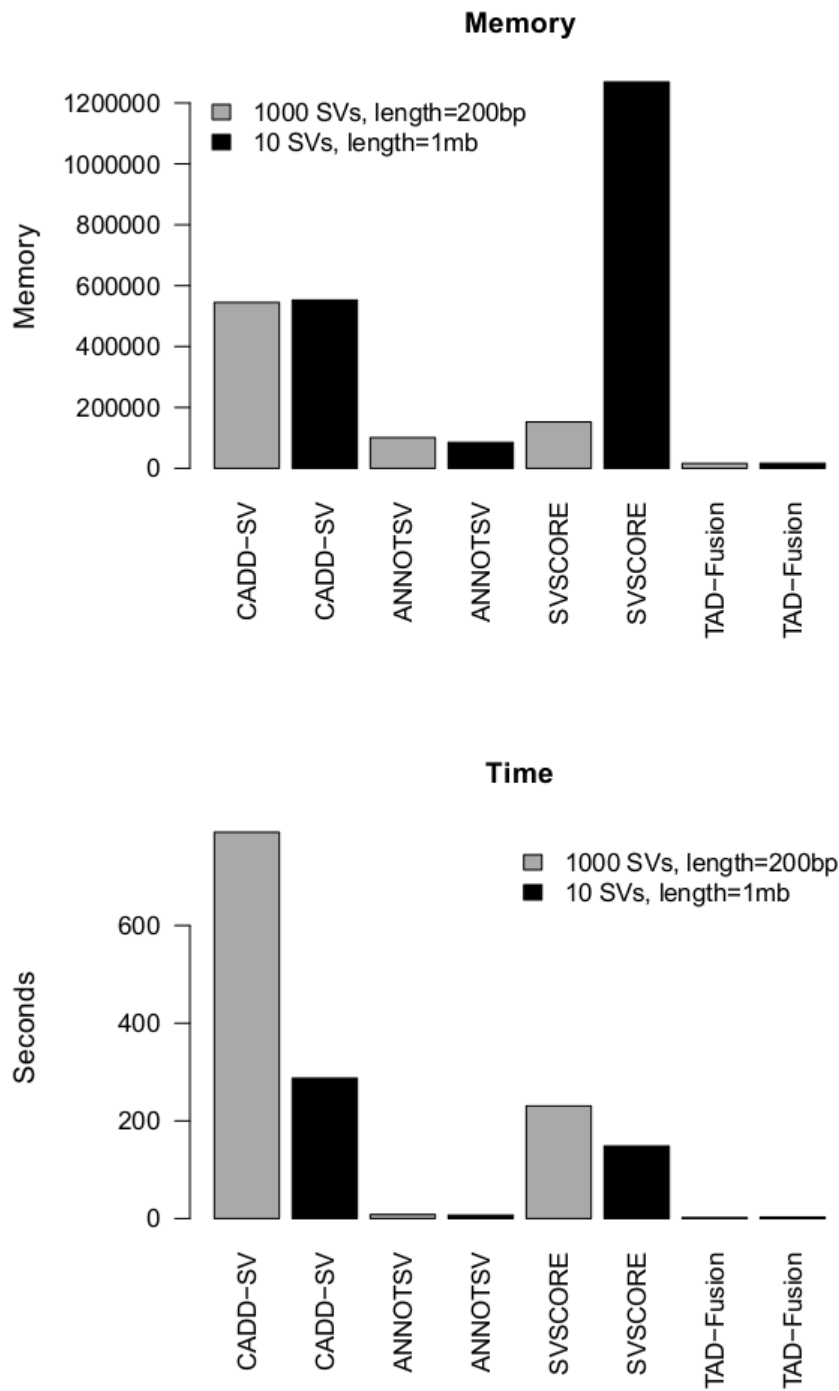 Memory
1000 SVs, length=200bp
10 SVs, length=1mb
Memory
1200000
1000000
800000
600000
400000
200000
0
CADD−SV
CADD−SV
ANNOTSV
ANNOTSV
SVSCORE
SVSCORE
TAD−Fusion
TAD−Fusion
Time
1000 SVs, length=200bp
10 SVs, length=1mb
Seconds
600
400
200
0
CADD−SV
CADD−SV
ANNOTSV
ANNOTSV
SVSCORE
SVSCORE
TAD−Fusion
TAD−Fusion